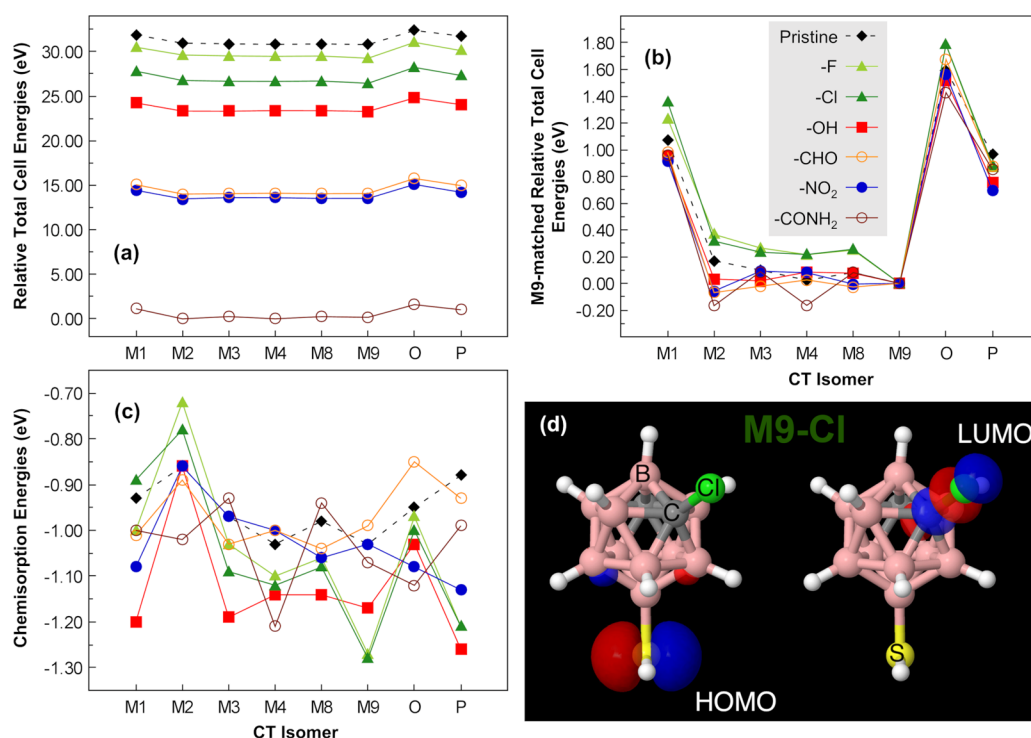 (a)
Relative Total Cell Energies (eV)
30.00
25.00
20.00
15.00
10.00
5.00
0.00
M1 M2 M3 M4 M8 M9 O P
(b)
M9-matched Relative Total Cell
Energies (eV)
1.80
1.60
1.40
1.20
1.00
0.80
0.60
0.40
0.20
0.00
-0.20
Pristine
-F
-Cl
-OH
-CHO
-NO2
-CONH2
M1 M2 M3 M4 M8 M9 O P
CT Isomer
(c)
Chemisorption Energies (eV)
-0.70
-0.80
-0.90
-1.00
-1.10
-1.20
-1.30
M1 M2 M3 M4 M8 M9 O P
CT Isomer
(d)
M9-Cl
LUMO
B
Cl
C
S
HOMO